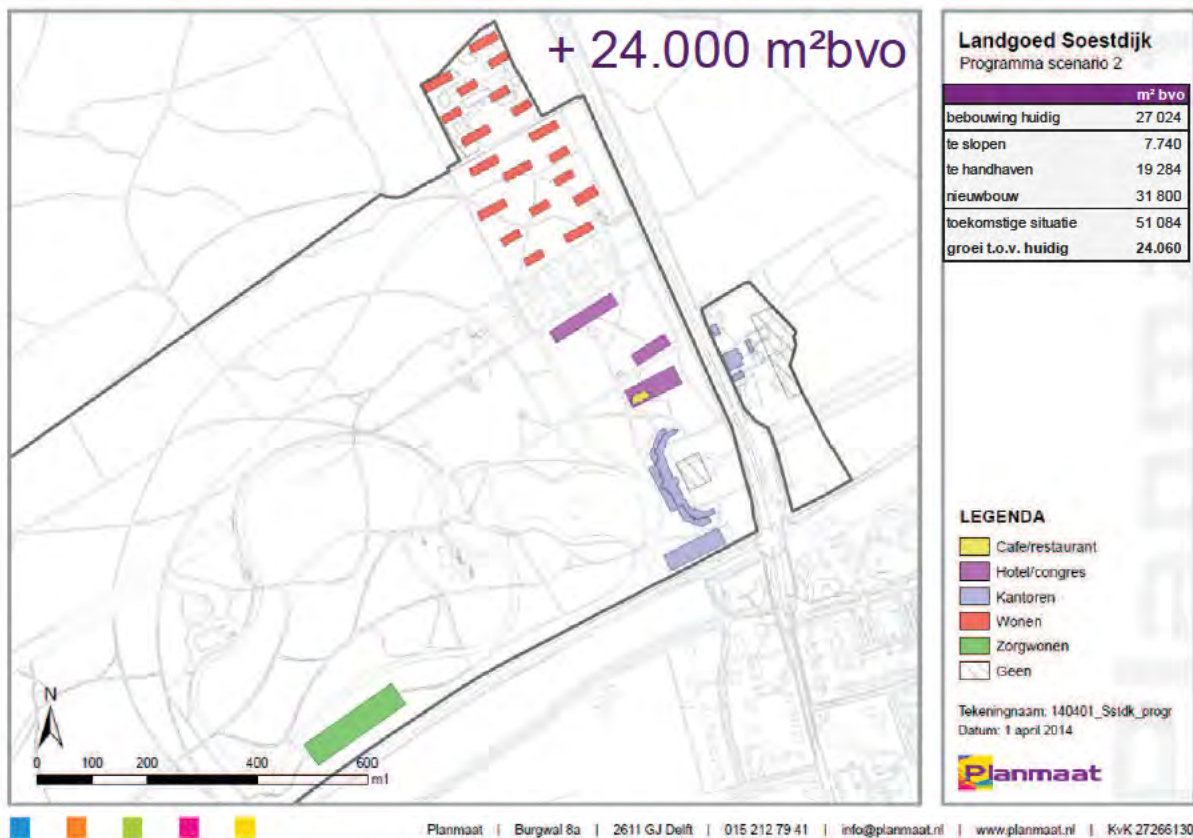 + 24.000 m²bvo
Landgoed Soestdijk
Programma scenario 2
m² bvo
bebouwing huidig 27 024
te slopen 7.740
te handhaven 19 284
nieuwbouw 31 800
toekomstige situatie 51 084
groei t.o.v. huidig 24.060
LEGENDA
Cafe/restaurant
Hotel/congres
Kantoren
Wonen
Zorgwonen
Geen
Tekeningnaam: 140401_Sstdk_progr
Datum: 1 april 2014
Planmaat
N
0 100 200 400 600
m1
Planmaat | Burgwal 8a | 2611 GJ Delft | 015 212 79 41 | info@planmaat.nl | www.planmaat.nl | KvK 27266130